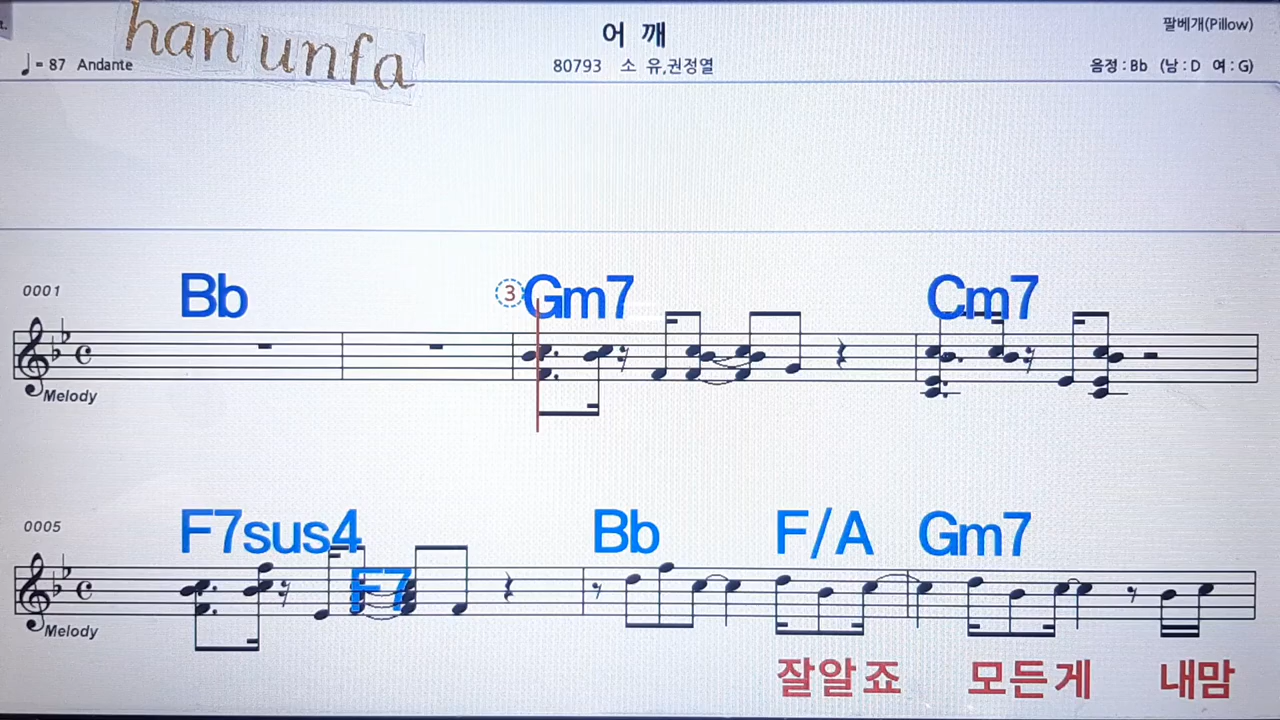 t.
han unfa
어 깨
팔베개(Pillow)
♩= 87 Andante
80793 소 유,권정열
음정 : Bb (남 : D 여 : G)
0001
Bb
③ Gm7
Cm7
Melody
0005
F7sus4
F7
Bb
F/A
Gm7
Melody
잘알죠 모든게 내맘